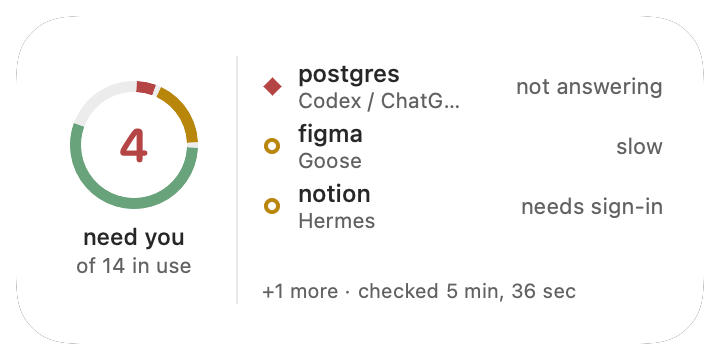 4
need you
of 14 in use
postgres
Codex / ChatG...
not answering
figma
Goose
slow
notion
Hermes
needs sign-in
+1 more · checked 5 min, 36 sec